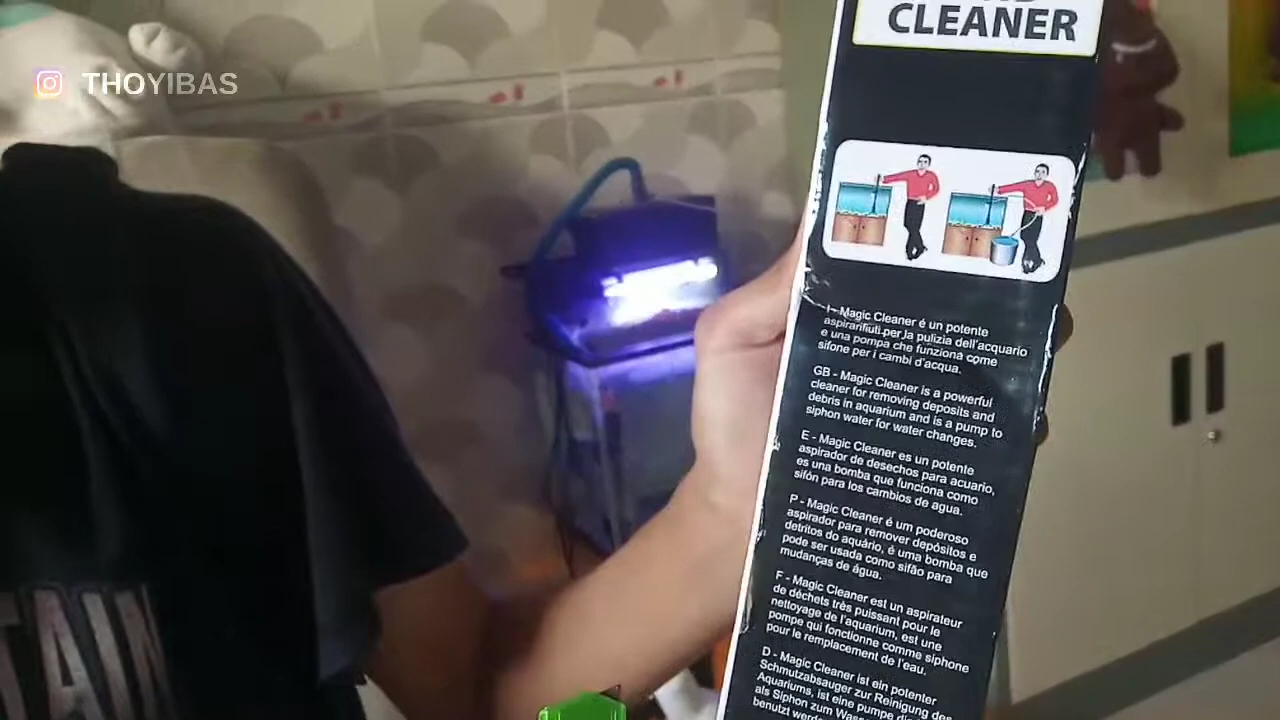 THOYIBAS
CLEANER
I - Magic Cleaner é un potente
aspirarifiuti per la pulizia dell'acquario
e una pompa che funziona come
sifone per i cambi d'acqua.
GB - Magic Cleaner is a powerful
cleaner for removing deposits and
debris in aquarium and is a pump to
siphon water for water changes.
E - Magic Cleaner es un potente
aspirador de desechos para acuario,
es una bomba que funciona como
sifón para los cambios de agua.
P - Magic Cleaner é um poderoso
aspirador para remover depósitos e
detritos do aquário, é uma bomba que
pode ser usada como sifão para
mudanças de água.
F - Magic Cleaner est un aspirateur
de déchets très puissant pour le
nettoyage de l'aquarium, est une
pompe qui fonctionne comme siphone
pour le remplacement de l'eau.
D - Magic Cleaner ist ein potenter
Schmutzabsauger zur Reinigung des
Aquariums, ist eine pumpe
als Siphon zum
benutzt
TAIN